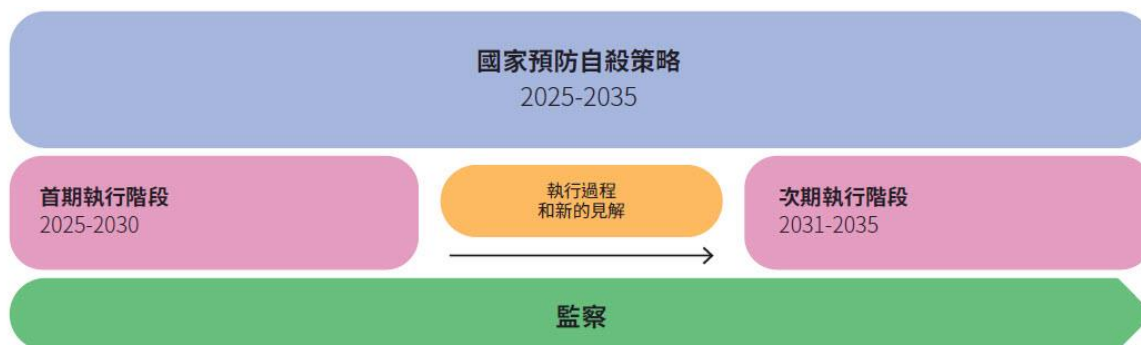 國家預防自殺策略
2025-2035
首期執行階段
2025-2030
執行過程
和新的見解
次期執行階段
2031-2035
監察